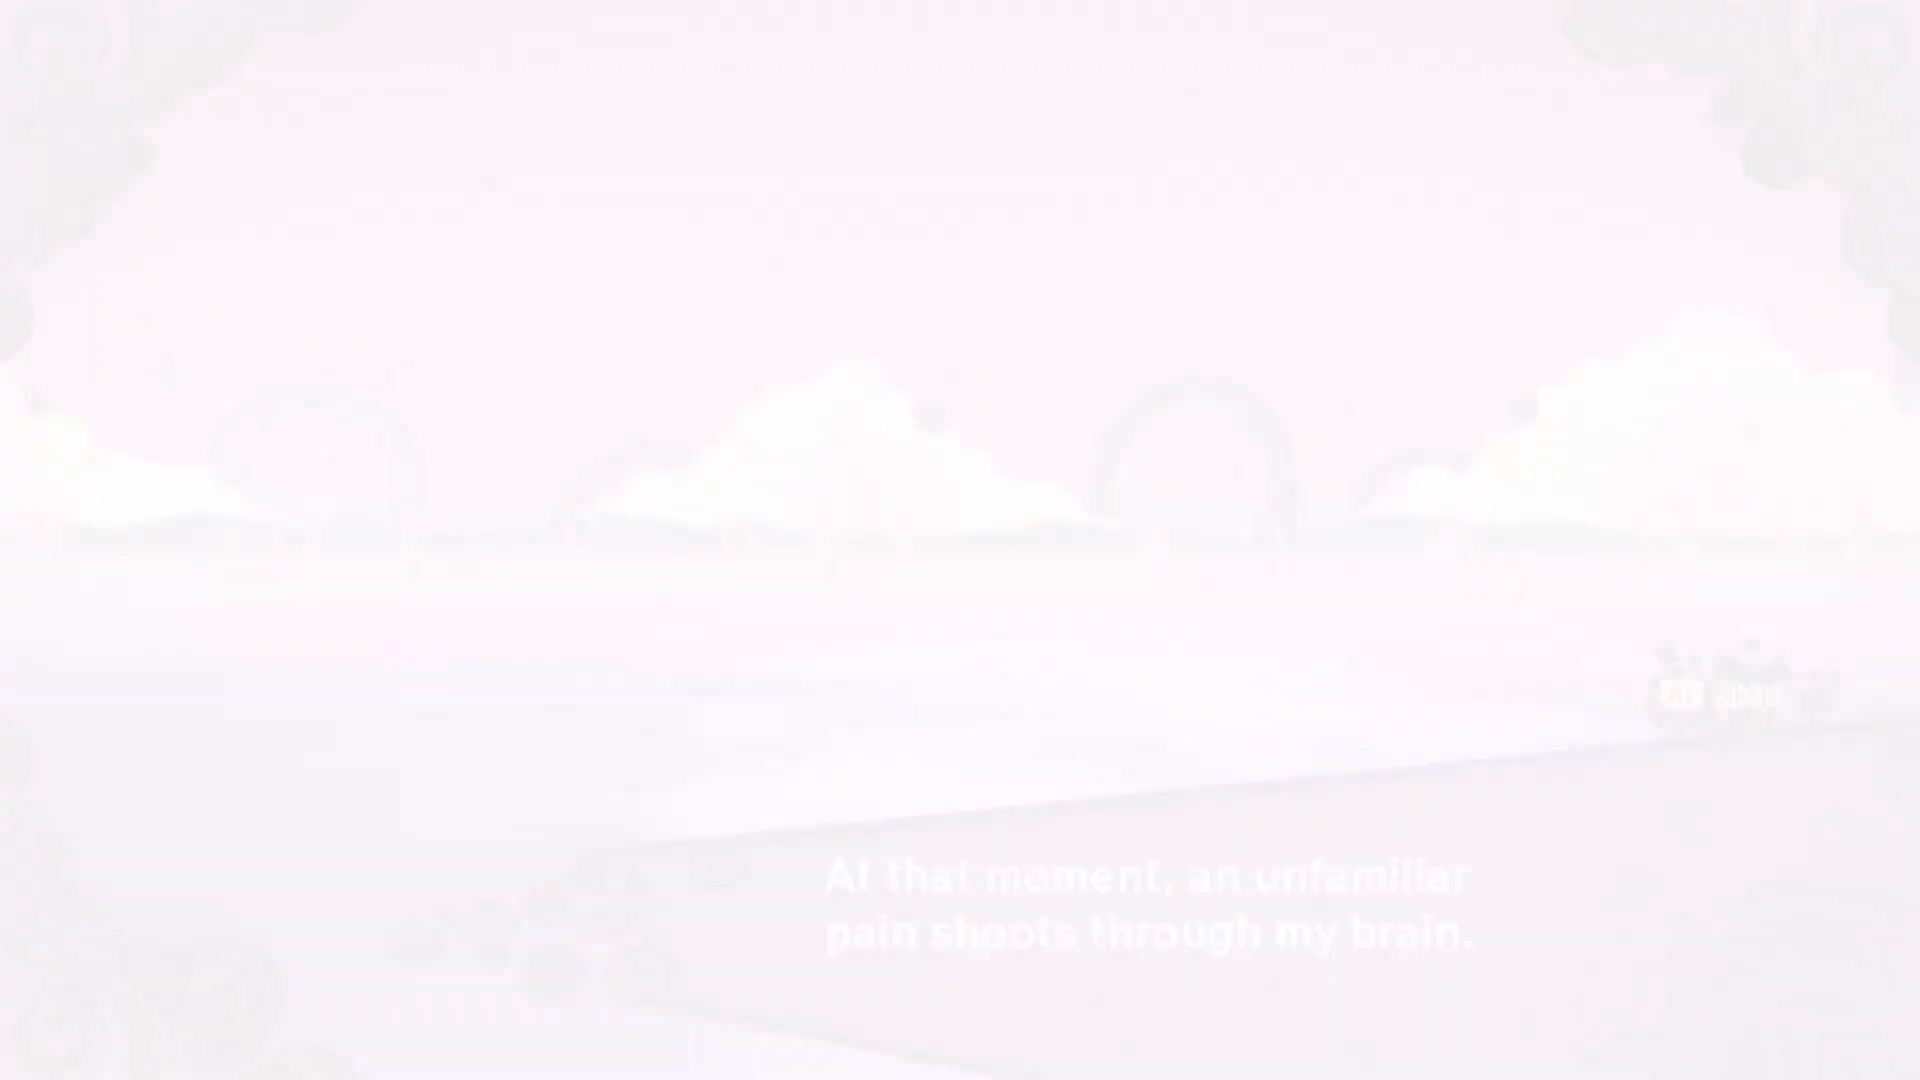 At that moment, an unfamiliar
pain shoots through my brain.